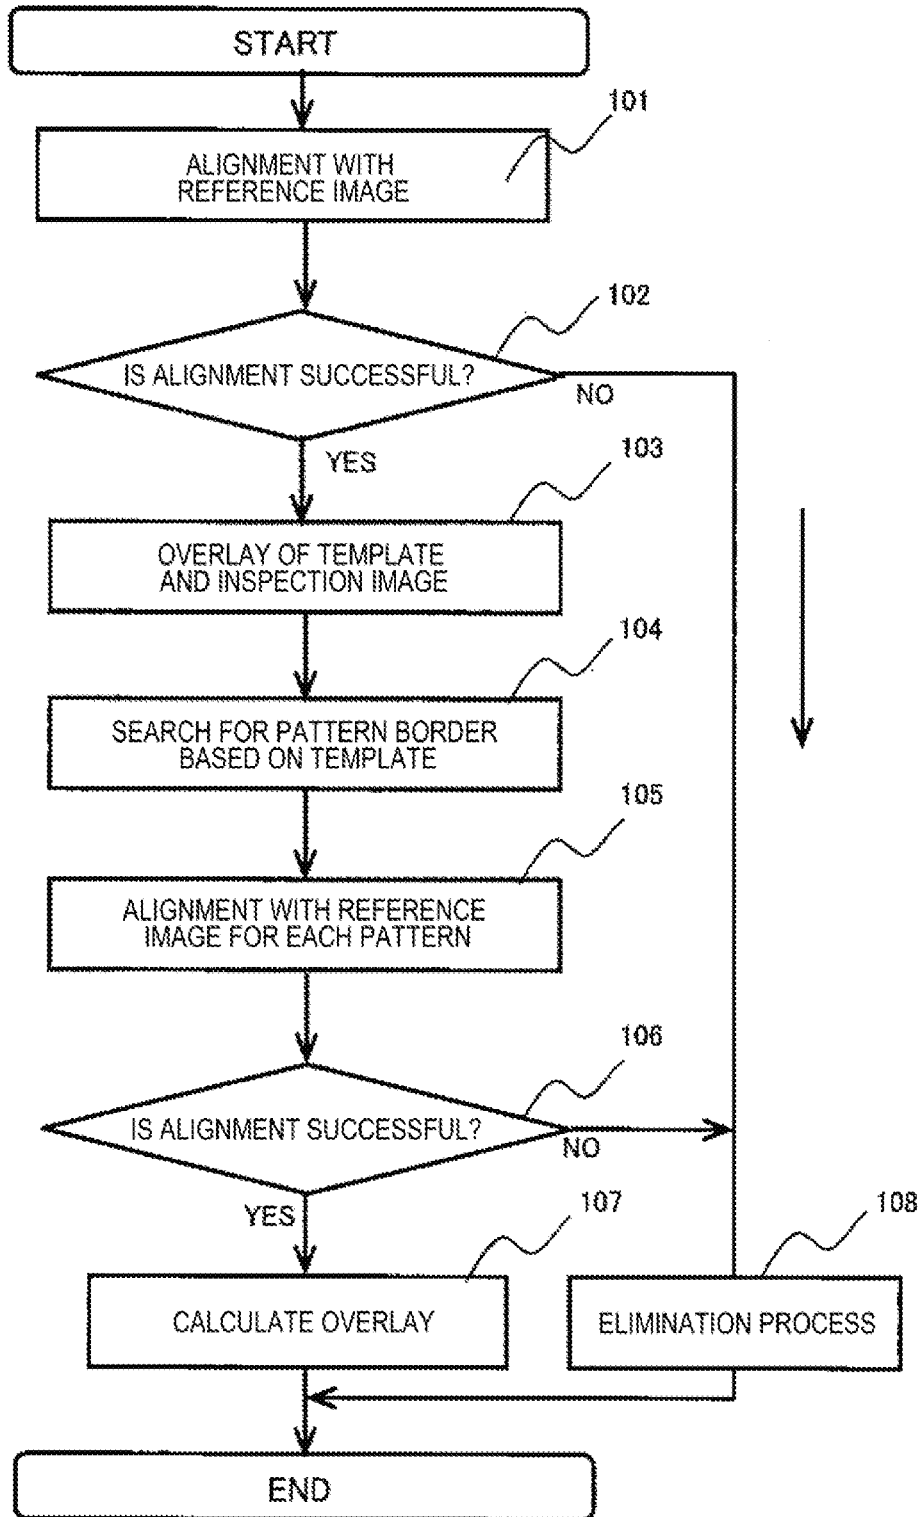 START
101
ALIGNMENT WITH
REFERENCE IMAGE
102
IS ALIGNMENT SUCCESSFUL?
NO
YES
103
OVERLAY OF TEMPLATE
AND INSPECTION IMAGE
104
SEARCH FOR PATTERN BORDER
BASED ON TEMPLATE
105
ALIGNMENT WITH REFERENCE
IMAGE FOR EACH PATTERN
106
IS ALIGNMENT SUCCESSFUL?
NO
YES
107
108
CALCULATE OVERLAY
ELIMINATION PROCESS
END